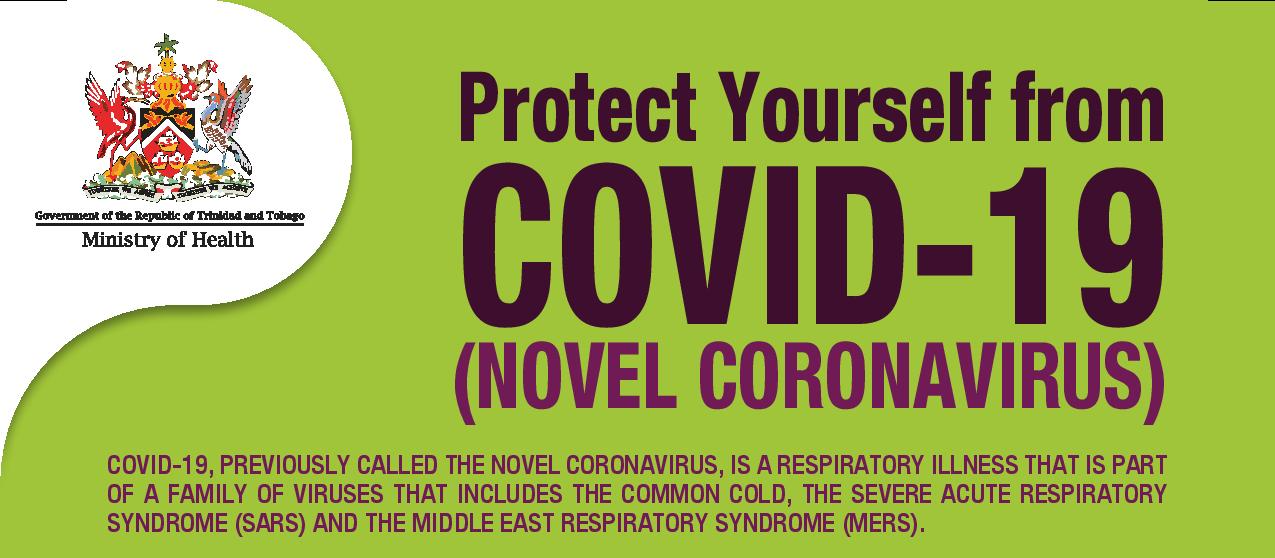 Protect Yourself from
COVID-19
(NOVEL CORONAVIRUS)
Government of the Republic of Trinidad and Tobago
Ministry of Health
COVID-19, PREVIOUSLY CALLED THE NOVEL CORONAVIRUS, IS A RESPIRATORY ILLNESS THAT IS PART
OF A FAMILY OF VIRUSES THAT INCLUDES THE COMMON COLD, THE SEVERE ACUTE RESPIRATORY
SYNDROME (SARS) AND THE MIDDLE EAST RESPIRATORY SYNDROME (MERS).